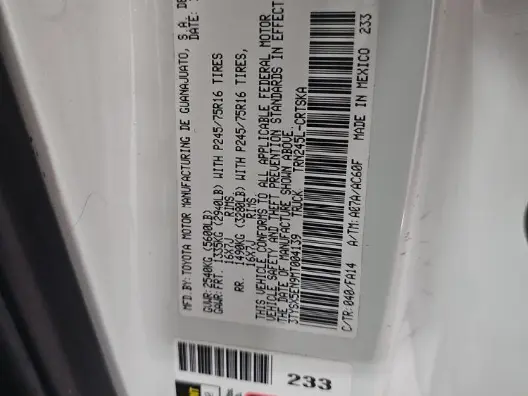 MFD.BY: TOYOTA MOTOR MANUFACTURING DE GUANAJUATO, S.A. DE
DATE:
GVWR: 2540KG (5600LB)
GAWR: FRT. 1335KG (2940LB) WITH P245/75R16 TIRES
16X7J RIMS
RR. 1490KG (3280LB) WITH P245/75R16 TIRES,
16X7J RIMS
THIS VEHICLE CONFORMS TO ALL APPLICABLE FEDERAL MOTOR
VEHICLE SAFETY AND THEFT PREVENTION STANDARDS IN EFFECT
THE DATE OF MANUFACTURE SHOWN ABOVE.
TRUCK TRN245L-CRTSKA
C/TR: 040/FA14 A/TM: A07A/AC60F MADE IN MEXICO 233
233